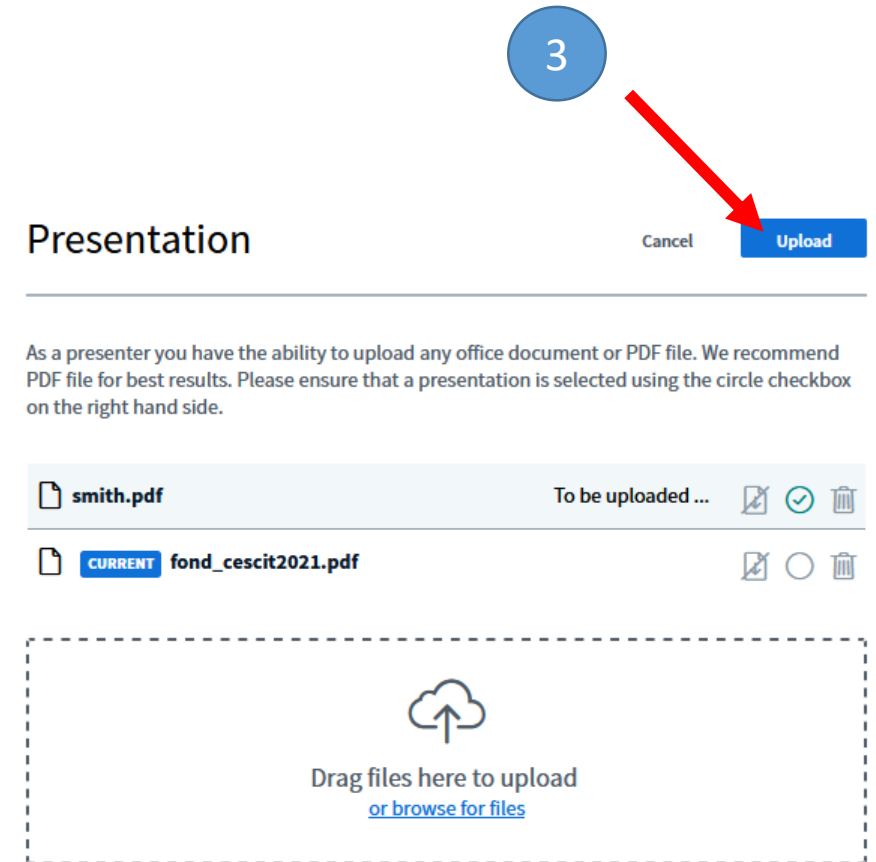 3
Presentation Cancel Upload
As a presenter you have the ability to upload any office document or PDF file. We recommend
PDF file for best results. Please ensure that a presentation is selected using the circle checkbox
on the right hand side.
smith.pdf To be uploaded ...
CURRENT fond_cescit2021.pdf
Drag files here to upload
or browse for files